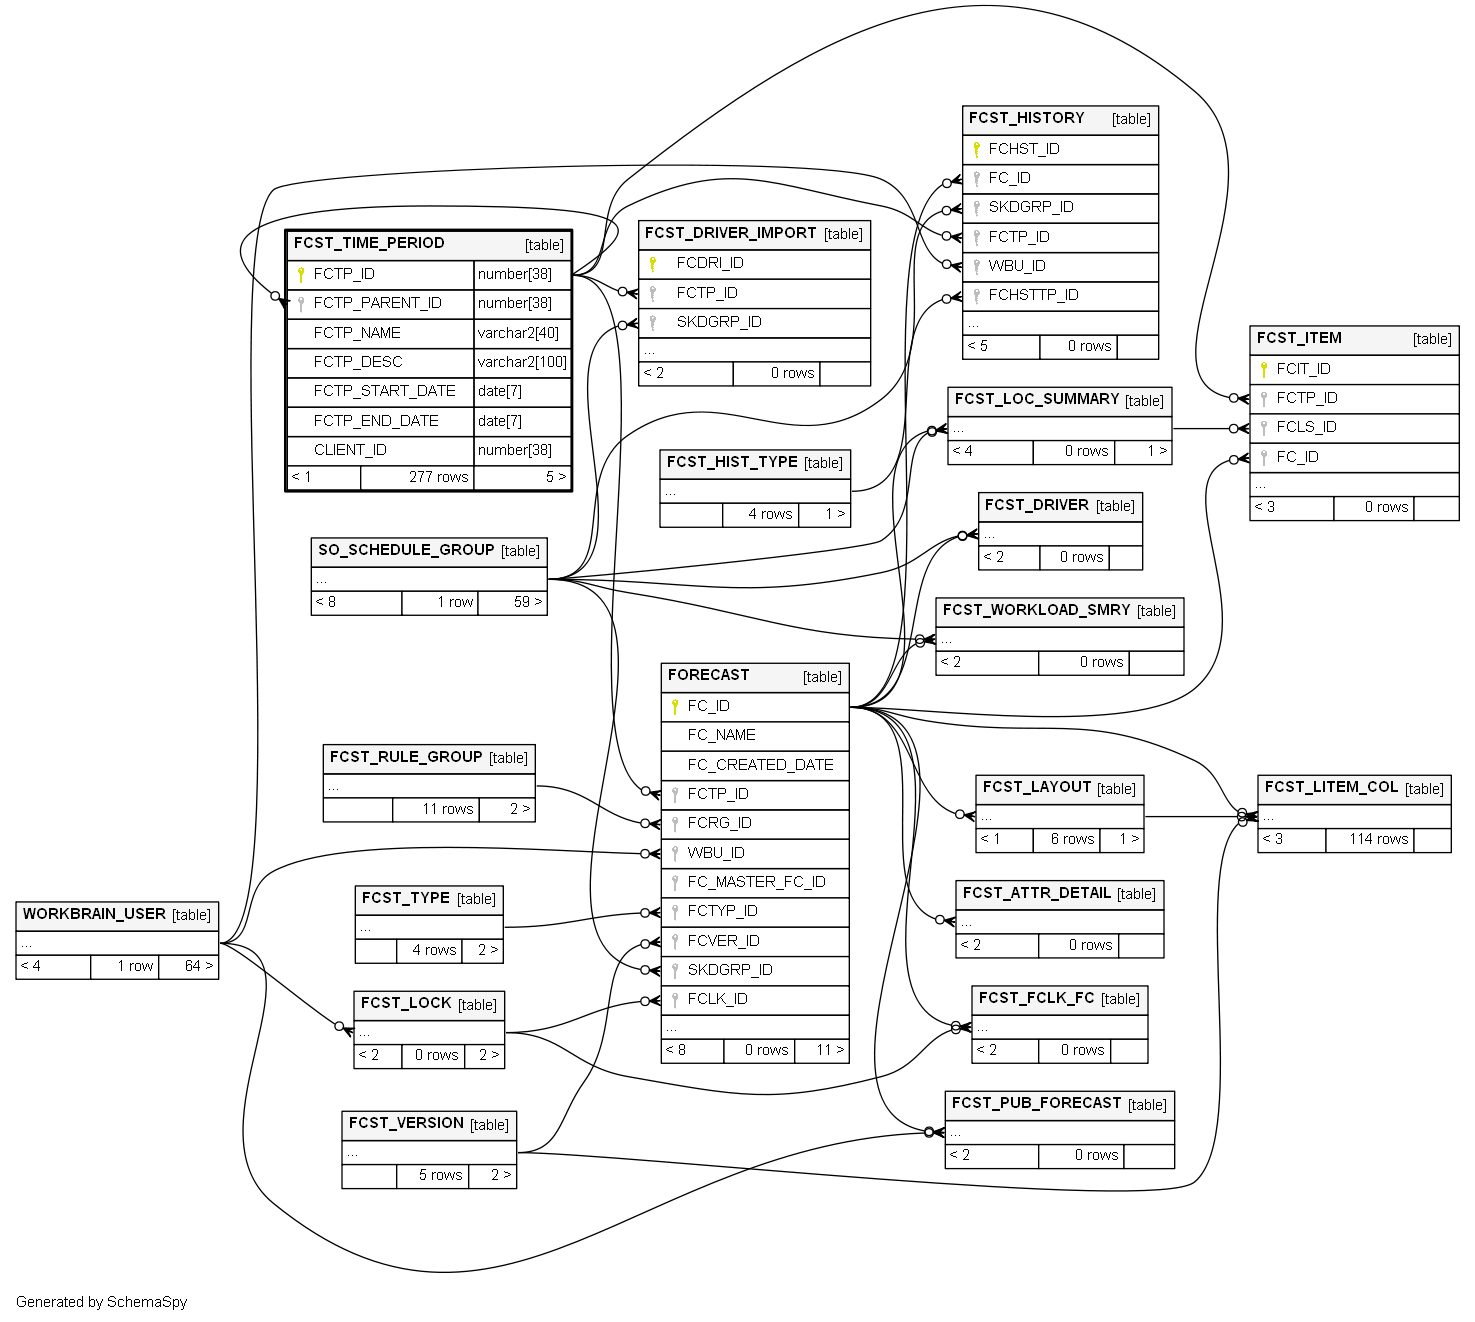 FCST_TIME_PERIOD [table]
FCTP_ID number[38]
FCTP_PARENT_ID number[38]
FCTP_NAME varchar2[40]
FCTP_DESC varchar2[100]
FCTP_START_DATE date[7]
FCTP_END_DATE date[7]
CLIENT_ID number[38]
< 1 277 rows 5 >
FCST_DRIVER_IMPORT [table]
FCDRI_ID
FCTP_ID
SKDGRP_ID
...
< 2 0 rows
FCST_HISTORY [table]
FCHST_ID
FC_ID
SKDGRP_ID
FCTP_ID
WBU_ID
FCHSTTP_ID
...
< 5 0 rows
FCST_ITEM [table]
FCIT_ID
FCTP_ID
FCLS_ID
FC_ID
...
< 3 0 rows
FCST_LOC_SUMMARY [table]
...
< 4 0 rows 1 >
FCST_HIST_TYPE [table]
...
4 rows 1 >
FCST_DRIVER [table]
...
< 2 0 rows
SO_SCHEDULE_GROUP [table]
...
< 8 1 row 59 >
FCST_WORKLOAD_SMRY [table]
...
< 2 0 rows
FORECAST [table]
FC_ID
FC_NAME
FC_CREATED_DATE
FCTP_ID
FCRG_ID
WBU_ID
FC_MASTER_FC_ID
FCTYP_ID
FCVER_ID
SKDGRP_ID
FCLK_ID
...
< 8 0 rows 11 >
FCST_RULE_GROUP [table]
...
11 rows 2 >
FCST_LAYOUT [table]
...
< 1 6 rows 1 >
FCST_LITEM_COL [table]
...
< 3 114 rows
FCST_TYPE [table]
...
4 rows 2 >
FCST_ATTR_DETAIL [table]
...
< 2 0 rows
WORKBRAIN_USER [table]
...
< 4 1 row 64 >
FCST_LOCK [table]
...
< 2 0 rows 2 >
FCST_FCLK_FC [table]
...
< 2 0 rows
FCST_VERSION [table]
...
5 rows 2 >
FCST_PUB_FORECAST [table]
...
< 2 0 rows
Generated by SchemaSpy